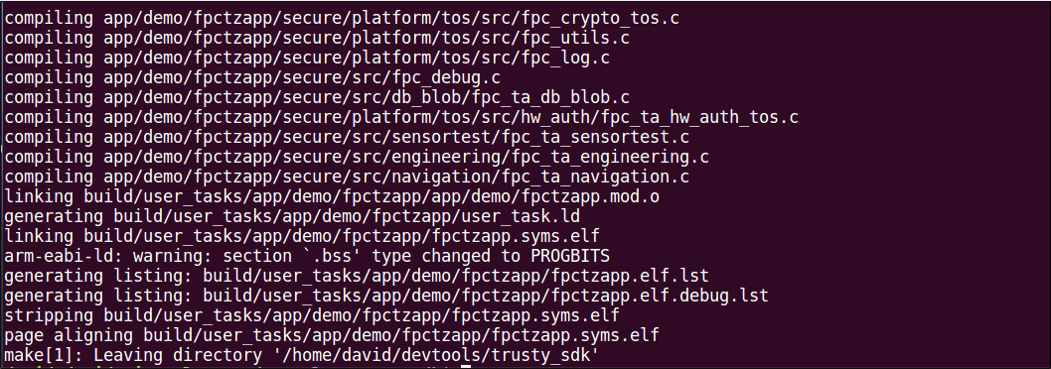 compiling app/demo/fpctzapp/secure/platform/tos/src/fpc_crypto_tos.c
compiling app/demo/fpctzapp/secure/platform/tos/src/fpc_utils.c
compiling app/demo/fpctzapp/secure/platform/tos/src/fpc_log.c
compiling app/demo/fpctzapp/secure/src/fpc_debug.c
compiling app/demo/fpctzapp/secure/src/db_blob/fpc_ta_db_blob.c
compiling app/demo/fpctzapp/secure/platform/tos/src/hw_auth/fpc_ta_hw_auth_tos.c
compiling app/demo/fpctzapp/secure/src/sensortest/fpc_ta_sensortest.c
compiling app/demo/fpctzapp/secure/src/engineering/fpc_ta_engineering.c
compiling app/demo/fpctzapp/secure/src/navigation/fpc_ta_navigation.c
linking build/user_tasks/app/demo/fpctzapp/app/demo/fpctzapp.mod.o
generating build/user_tasks/app/demo/fpctzapp/user_task.ld
linking build/user_tasks/app/demo/fpctzapp/fpctzapp.syms.elf
arm-eabi-ld: warning: section `.bss' type changed to PROGBITS
generating listing: build/user_tasks/app/demo/fpctzapp/fpctzapp.elf.lst
generating listing: build/user_tasks/app/demo/fpctzapp/fpctzapp.elf.debug.lst
stripping build/user_tasks/app/demo/fpctzapp/fpctzapp.syms.elf
page aligning build/user_tasks/app/demo/fpctzapp/fpctzapp.syms.elf
make[1]: Leaving directory '/home/david/devtools/trusty_sdk'